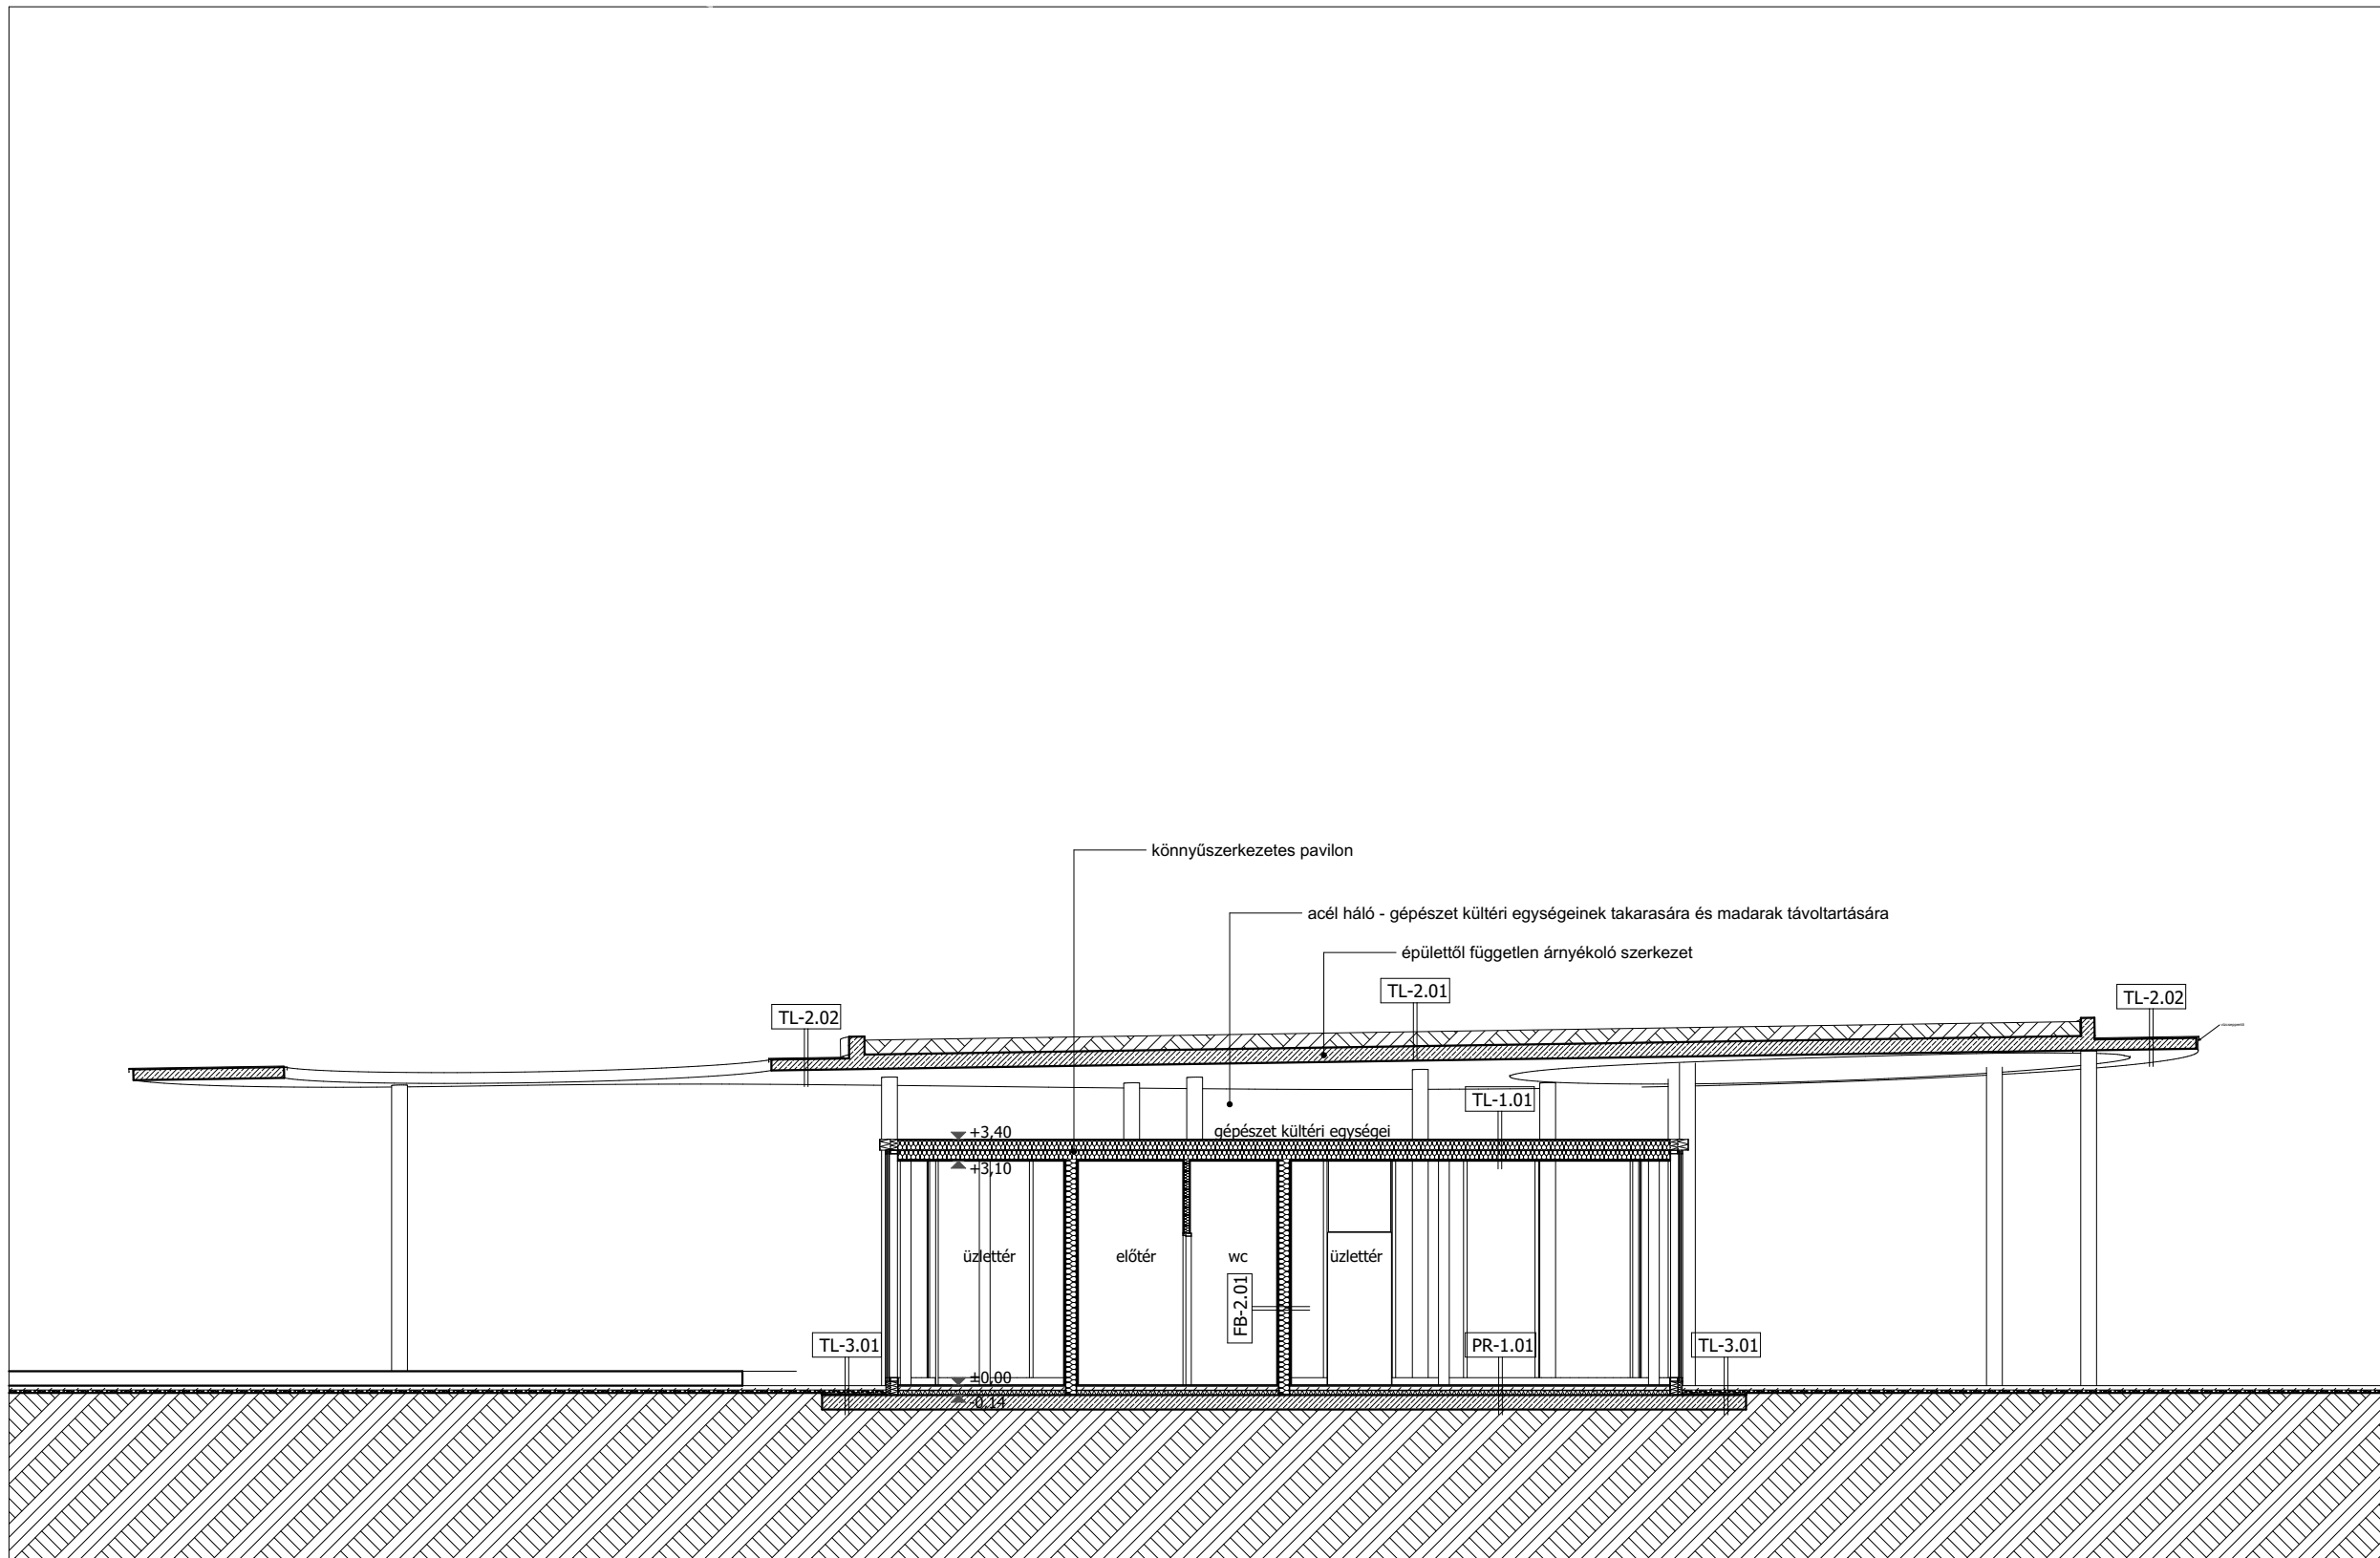 könnyűszerkezetes pavilon
acél háló - gépészet kültéri egységeinek takarasára és madarak távoltartására
épülettől független árnyékoló szerkezet
TL-2.01
TL-2.02
TL-2.02
TL-1.01
+3,40
gépészet kültéri egységei
+3,10
üzlettér
előtér
wc
üzlettér
FB-2.01
TL-3.01
PR-1.01
TL-3.01
±0,00
-0,14